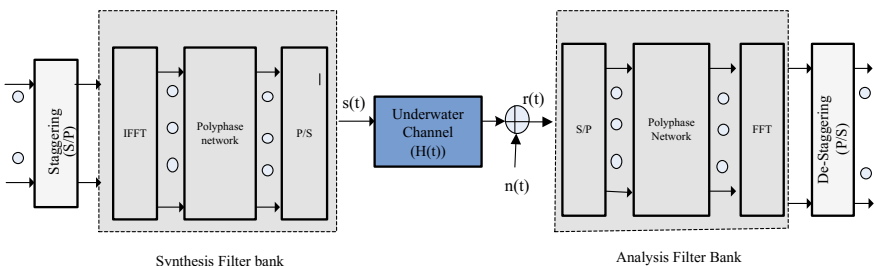 Staggering
(S/P)
IFFT
Polyphase
network
P/S
s(t)
Underwater
Channel
(H(t))
r(t)
n(t)
S/P
Polyphase
Network
FFT
De-Staggering
(P/S)
Synthesis Filter bank
Analysis Filter Bank